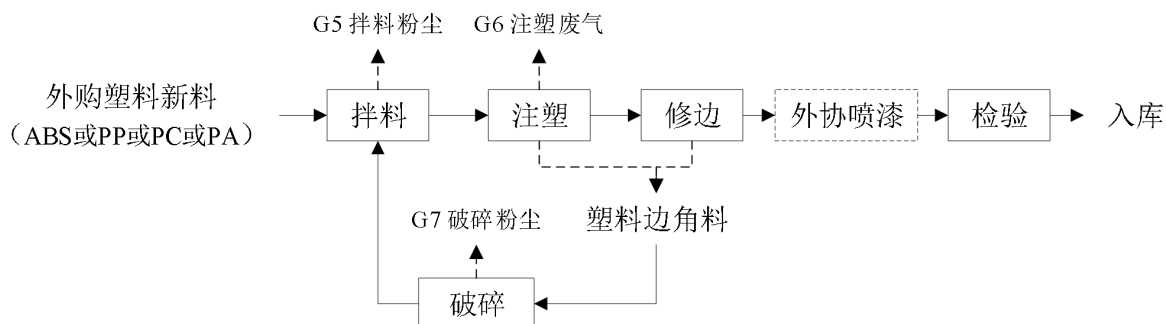 G5 拌料粉尘
G6 注塑废气
外购塑料新料
（ABS或PP或PC或PA）
拌料
注塑
修边
外协喷漆
检验
入库
G7 破碎粉尘
塑料边角料
破碎